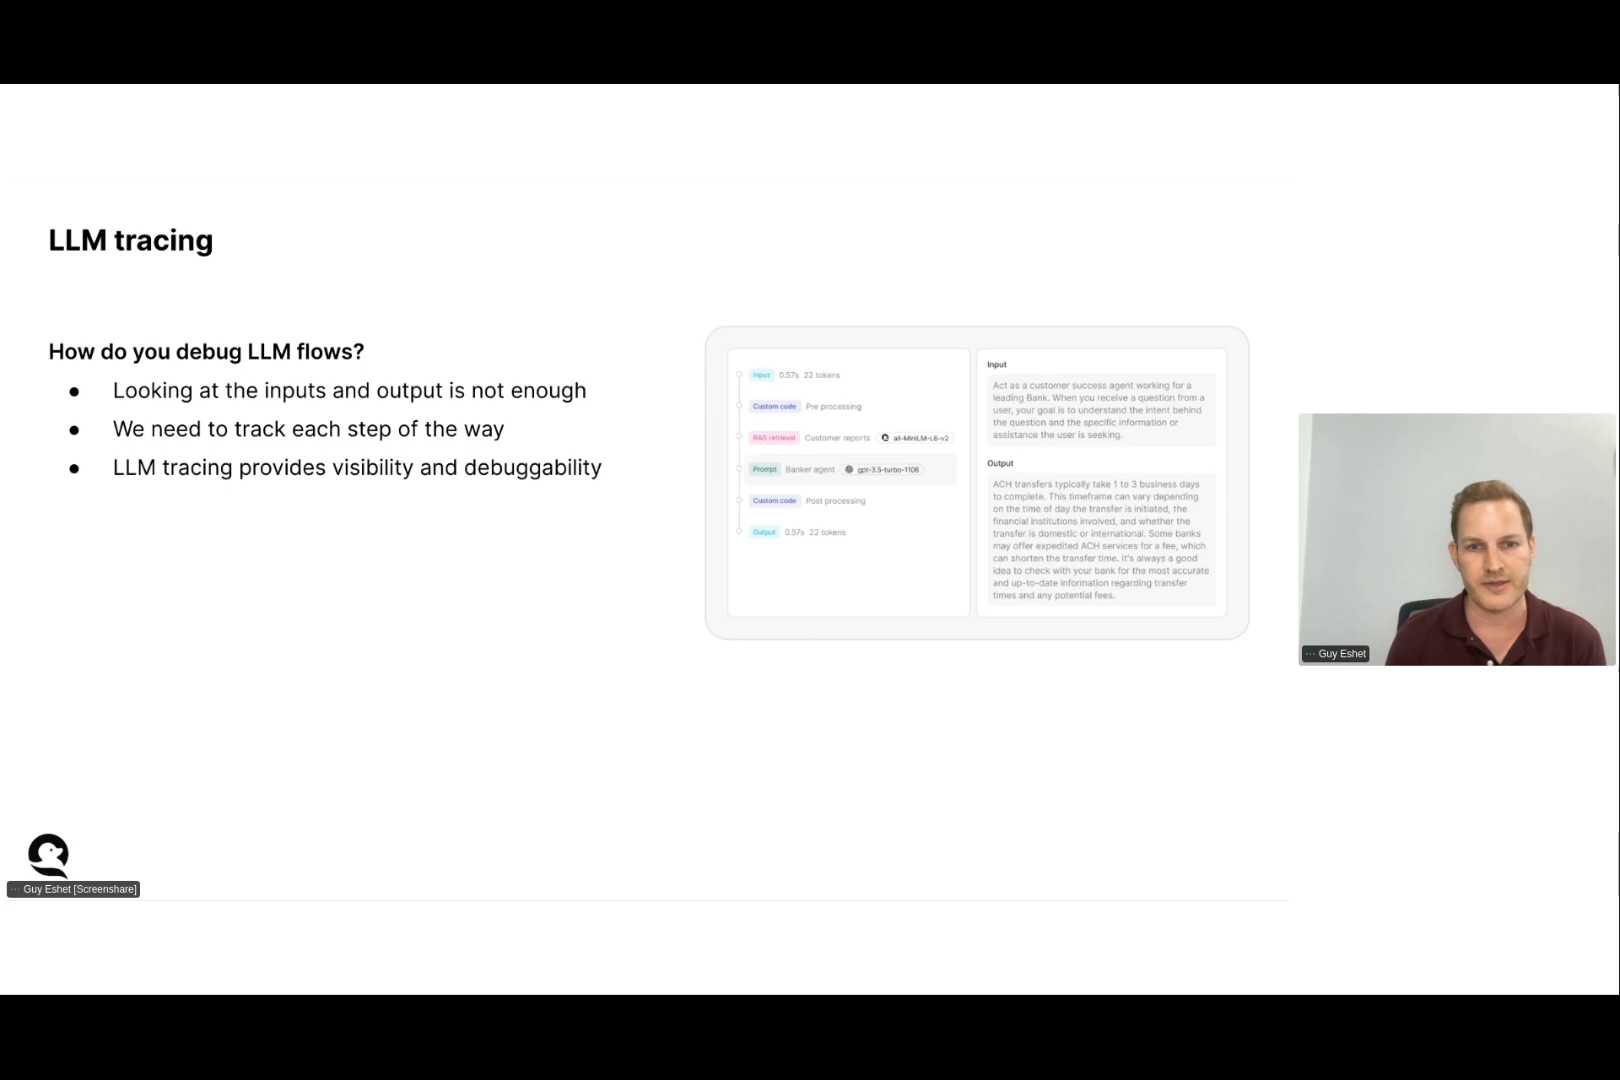 LLM tracing
How do you debug LLM flows?
● Looking at the inputs and output is not enough
● We need to track each step of the way
● LLM tracing provides visibility and debuggability
Input 0.57s 22 tokens
Custom code Pre processing
RAG retrieval Customer reports all-MiniLM-L6-v2
Prompt Banker agent gpt-3.5-turbo-1106
Custom code Post processing
Output 0.57s 22 tokens
Input
Act as a customer success agent working for a
leading Bank. When you receive a question from a
user, your goal is to understand the intent behind
the question and the specific information or
assistance the user is seeking.
Output
ACH transfers typically take 1 to 3 business days
to complete. This timeframe can vary depending
on the time of day the transfer is initiated, the
financial institutions involved, and whether the
transfer is domestic or international. Some banks
may offer expedited ACH services for a fee, which
can shorten the transfer time. It's always a good
idea to check with your bank for the most accurate
and up-to-date information regarding transfer
times and any potential fees.
Guy Eshet
Guy Eshet [Screenshare]